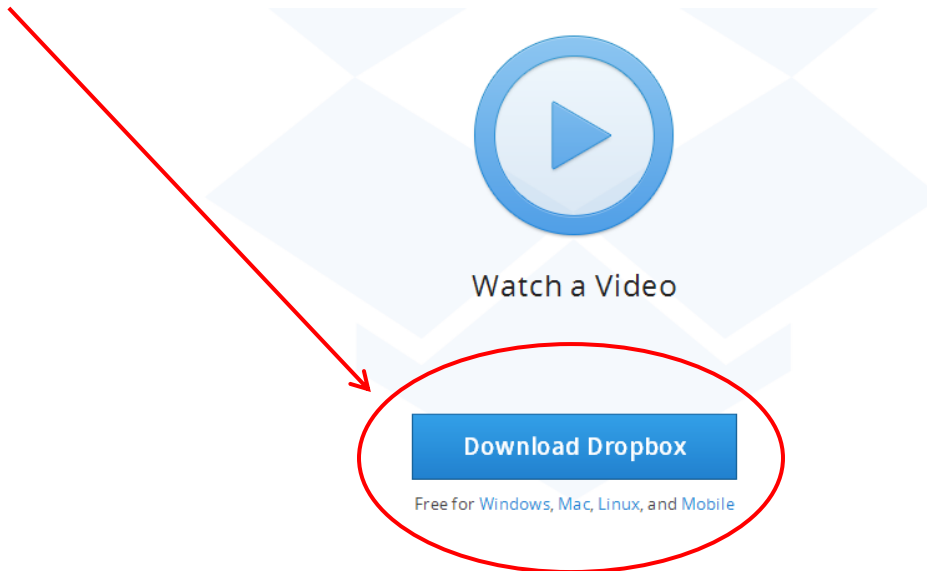 Watch a Video
Download Dropbox
Free for Windows, Mac, Linux, and Mobile